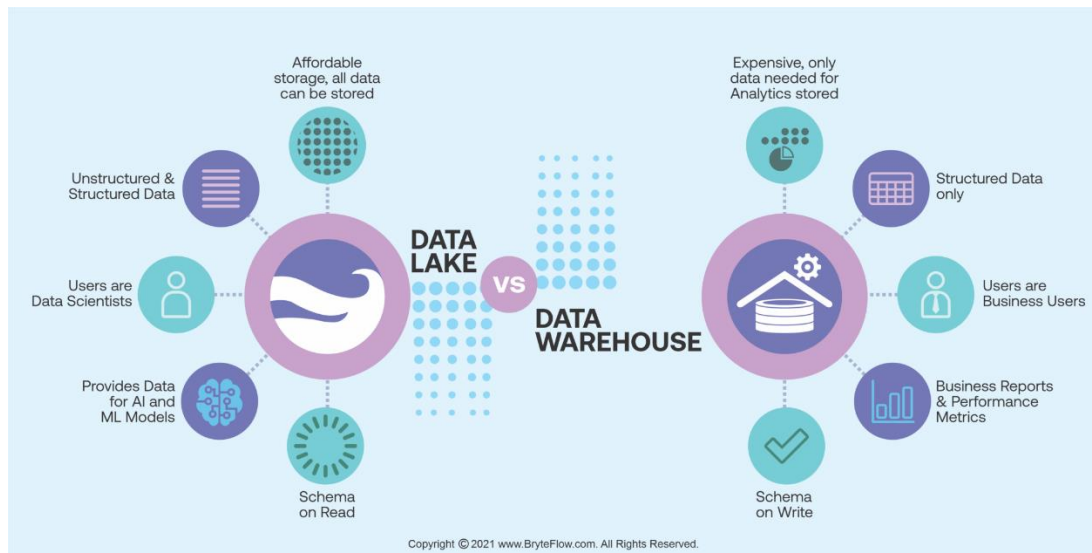 Affordable
storage, all data
can be stored
Unstructured &
Structured Data
Users are
Data Scientists
Provides Data
for AI and
ML Models
Schema
on Read
DATA
LAKE
VS
DATA
WAREHOUSE
Expensive, only
data needed for
Analytics stored
Structured Data
only
Users are
Business Users
Business Reports
& Performance
Metrics
Schema
on Write
Copyright © 2021 www.BryteFlow.com. All Rights Reserved.